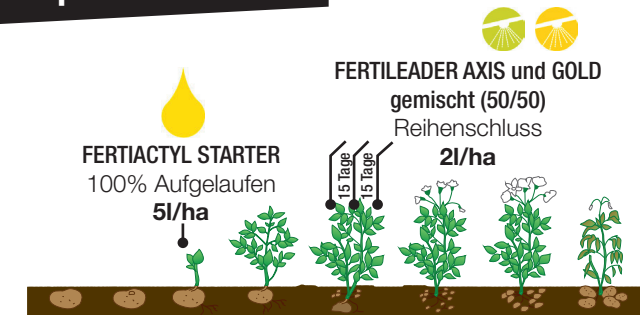 FERTILEADER AXIS und GOLD
gemischt (50/50)
Reihenschluss
2l/ha
FERTIACTYL STARTER
100% Aufgelaufen
5l/ha
15 Tage
15 Tage